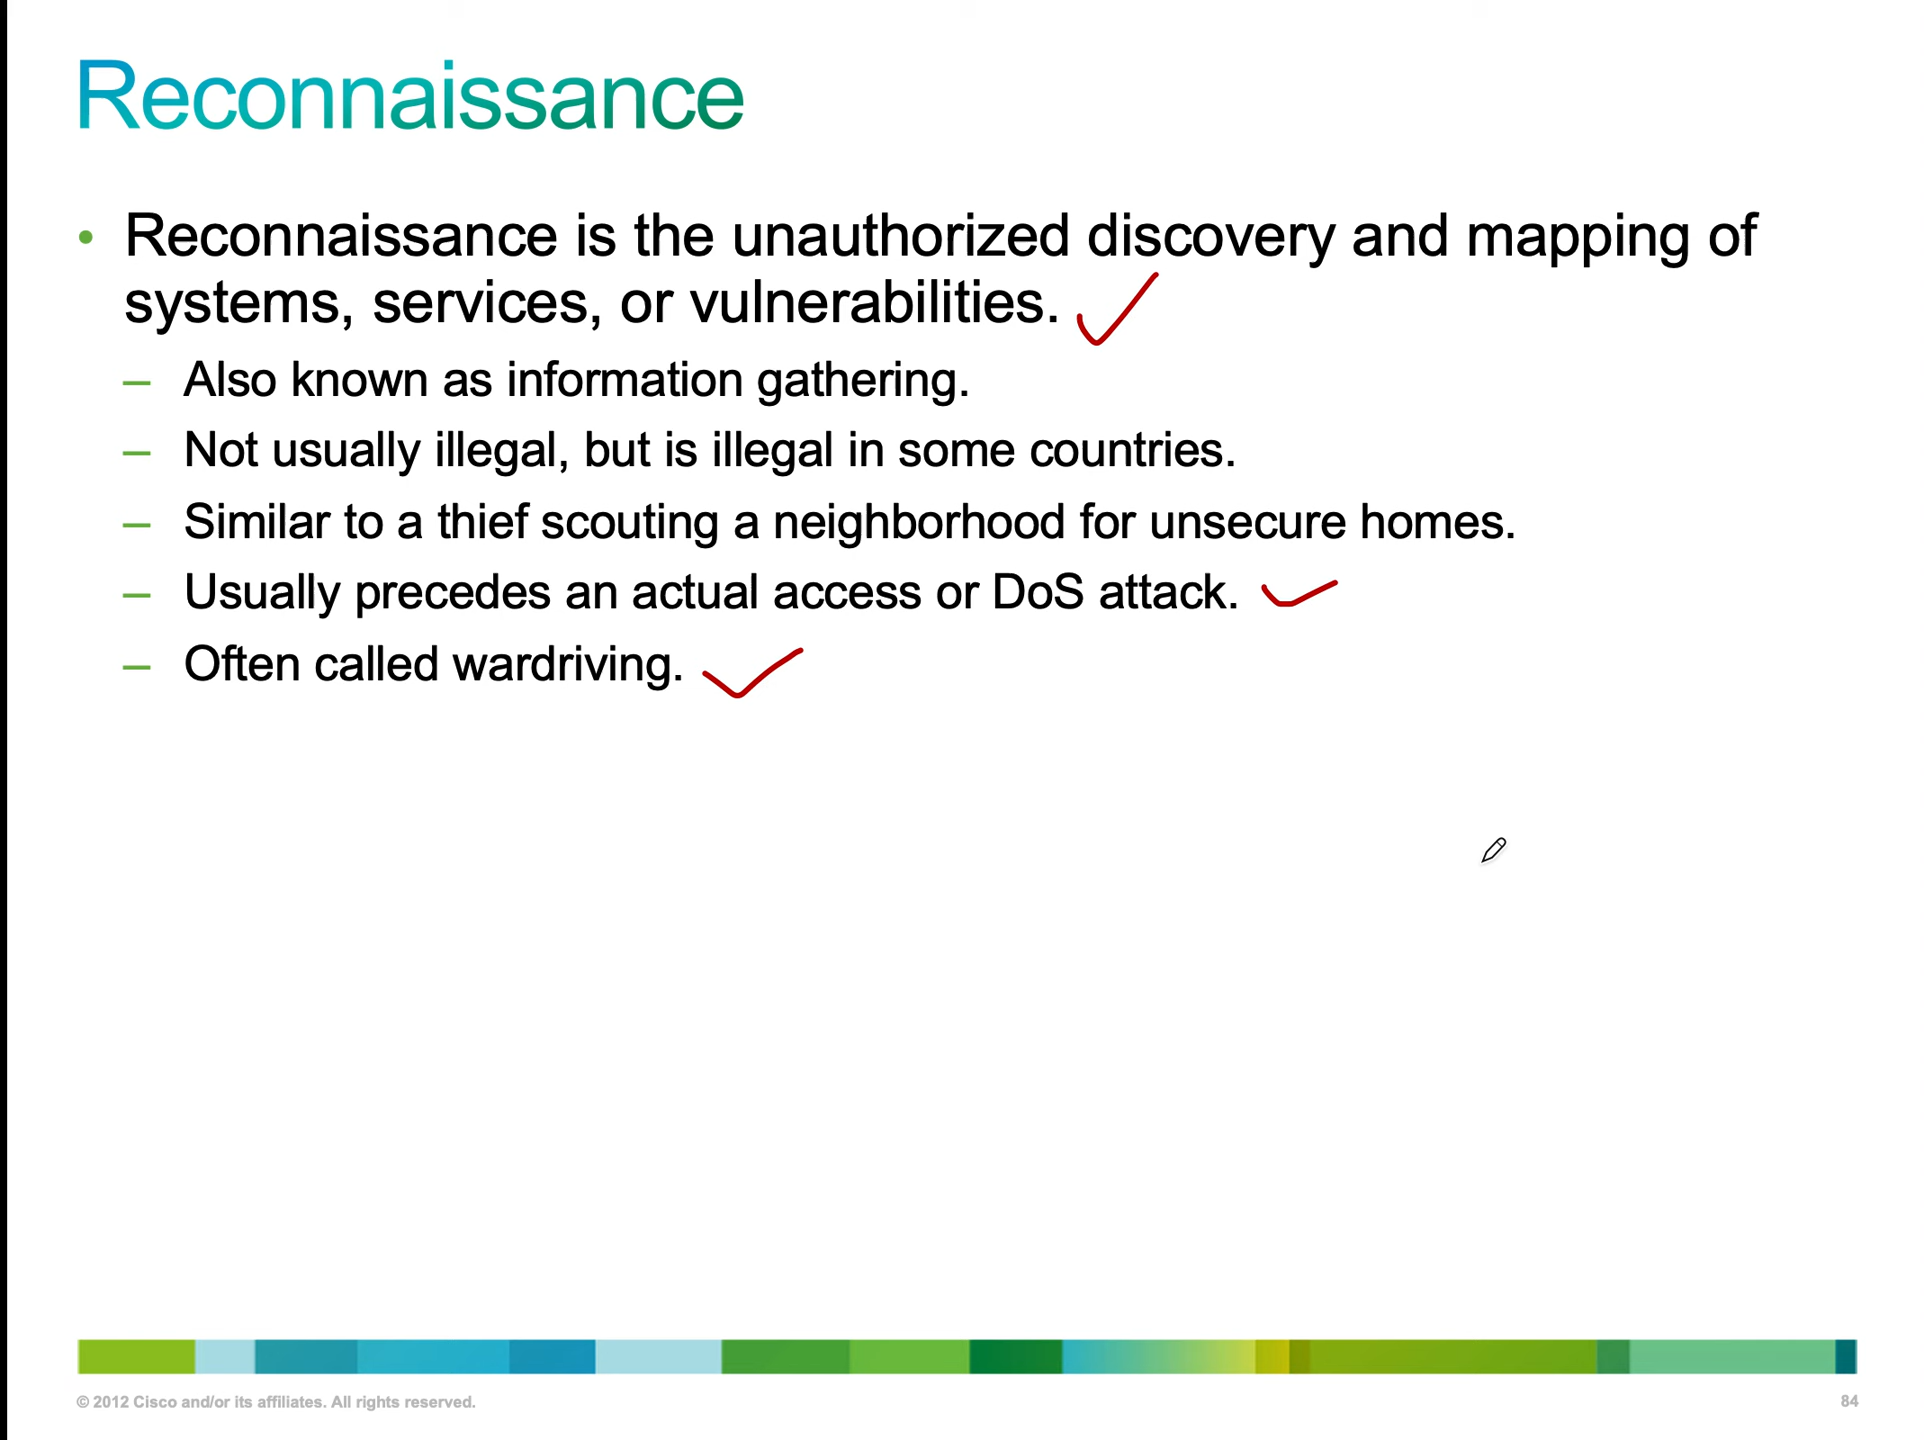 Reconnaissance
• Reconnaissance is the unauthorized discovery and mapping of
systems, services, or vulnerabilities.
– Also known as information gathering.
– Not usually illegal, but is illegal in some countries.
– Similar to a thief scouting a neighborhood for unsecure homes.
– Usually precedes an actual access or DoS attack.
– Often called wardriving.
© 2012 Cisco and/or its affiliates. All rights reserved.
84